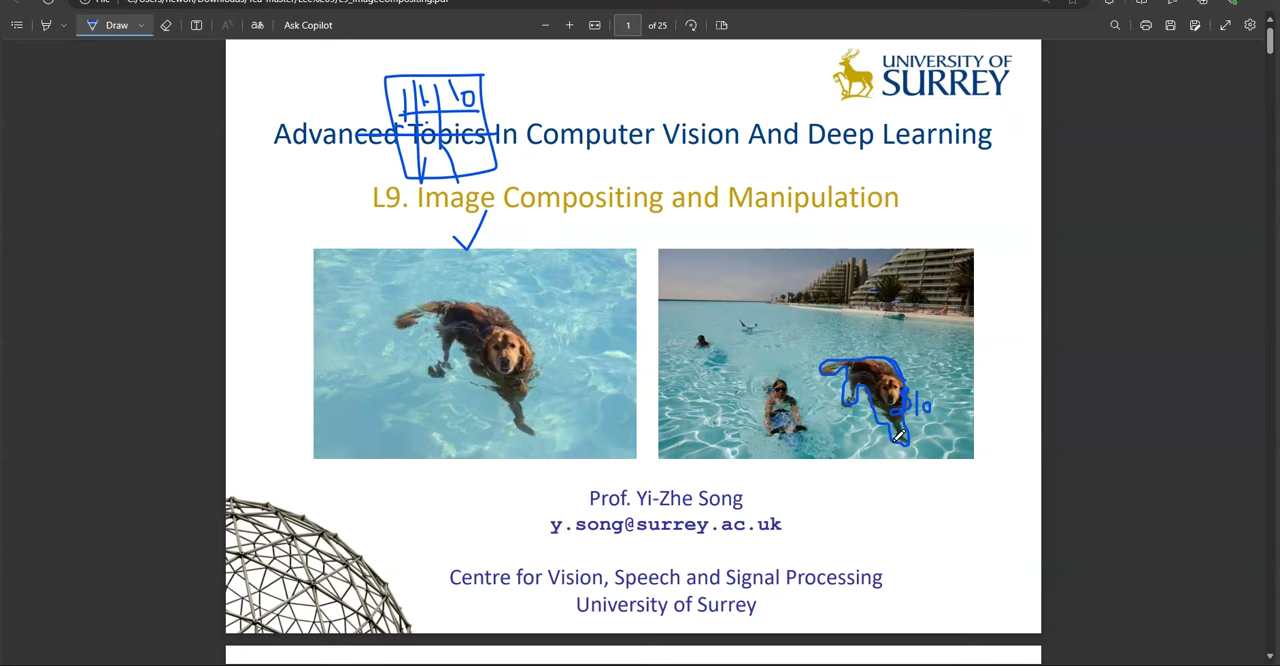 Draw
1
of 25
Ask Copilot
UNIVERSITY OF
SURREY
Advanced Topics In Computer Vision And Deep Learning
L9. Image Compositing and Manipulation
Prof. Yi-Zhe Song
y.song@surrey.ac.uk
Centre for Vision, Speech and Signal Processing
University of Surrey